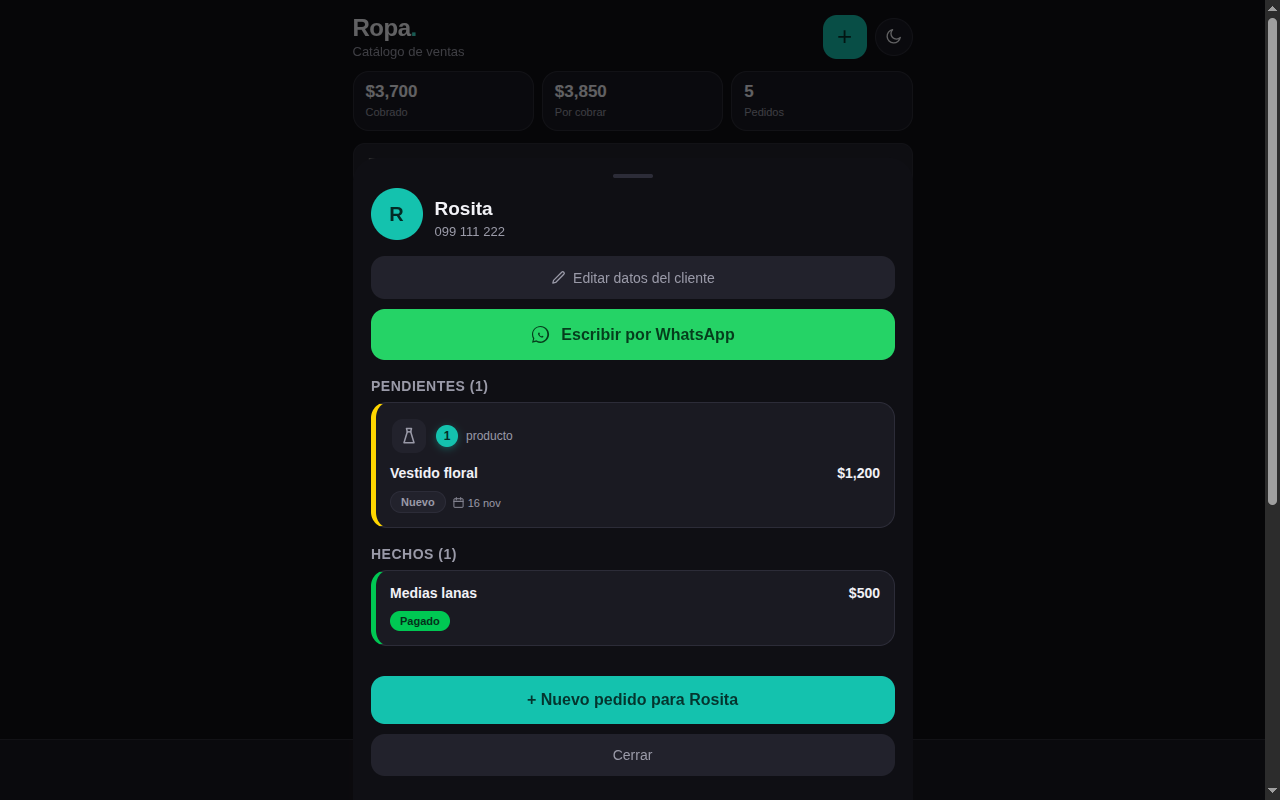 Ropa.
Catálogo de ventas
+
$3,700
Cobrado
$3,850
Por cobrar
5
Pedidos
R
Rosita
099 111 222
Editar datos del cliente
Escribir por WhatsApp
PENDIENTES (1)
1 producto
Vestido floral $1,200
Nuevo 16 nov
HECHOS (1)
Medias lanas $500
Pagado
+ Nuevo pedido para Rosita
Cerrar